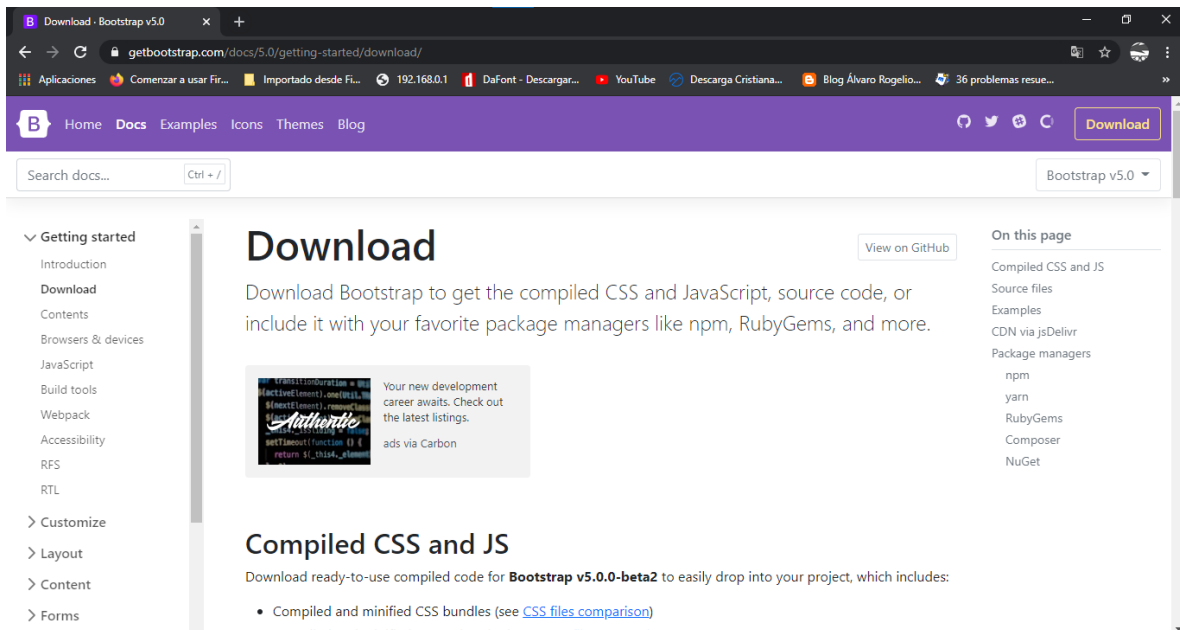 Download · Bootstrap v5.0
getbootstrap.com/docs/5.0/getting-started/download/
Aplicaciones Comenzar a usar Fir... Importado desde Fi... 192.168.0.1 DaFont - Descargar... YouTube Descarga Cristiana... Blog Álvaro Rogelio... 36 problemas resue... »
B Home Docs Examples Icons Themes Blog Download
Search docs... Ctrl + / Bootstrap v5.0
Getting started
Introduction
Download
Contents
Browsers & devices
JavaScript
Build tools
Webpack
Accessibility
RFS
RTL
Customize
Layout
Content
Forms
Download
View on GitHub
Download Bootstrap to get the compiled CSS and JavaScript, source code, or
include it with your favorite package managers like npm, RubyGems, and more.
Authentic
Your new development
career awaits. Check out
the latest listings.
ads via Carbon
Compiled CSS and JS
Download ready-to-use compiled code for Bootstrap v5.0.0-beta2 to easily drop into your project, which includes:
• Compiled and minified CSS bundles (see CSS files comparison)
On this page
Compiled CSS and JS
Source files
Examples
CDN via jsDelivr
Package managers
npm
yarn
RubyGems
Composer
NuGet